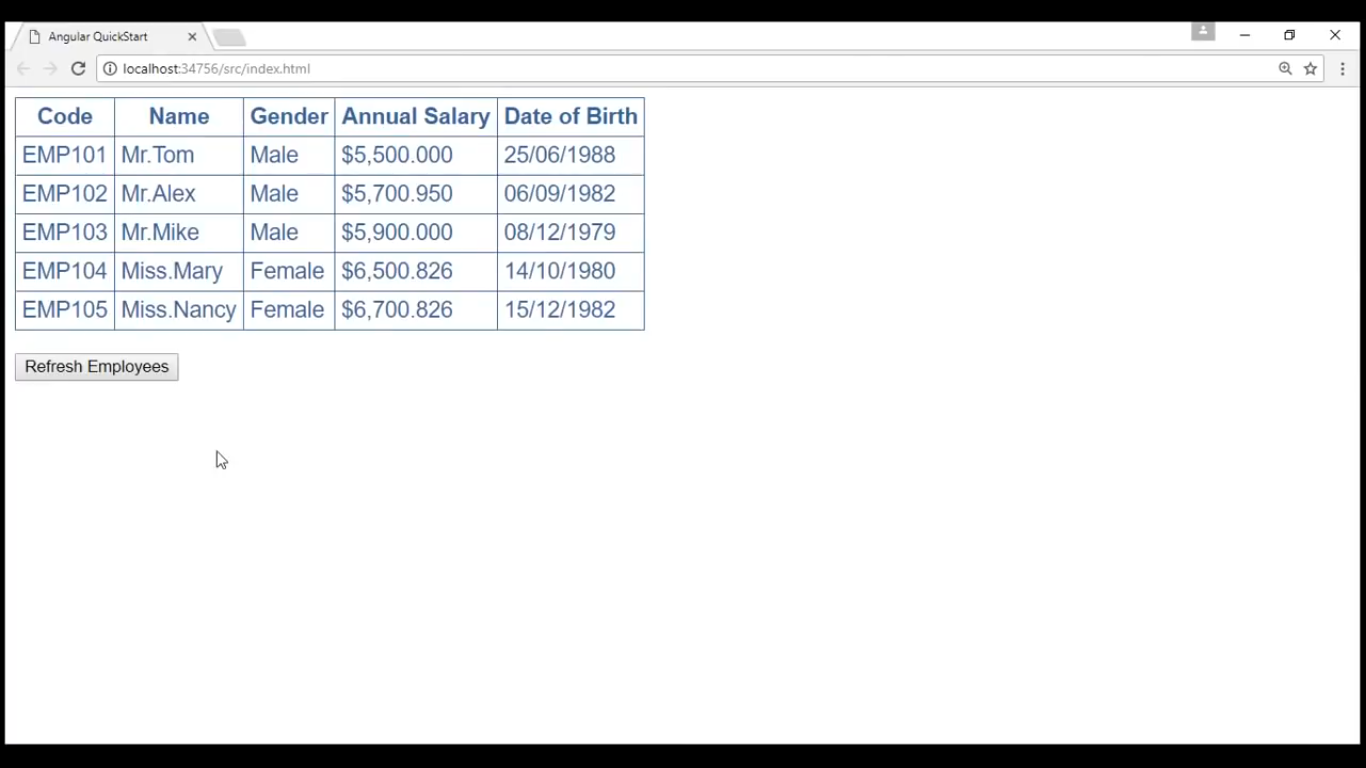 Angular QuickStart
localhost:34756/src/index.html
Code Name Gender Annual Salary Date of Birth
EMP101 Mr.Tom Male $5,500.000 25/06/1988
EMP102 Mr.Alex Male $5,700.950 06/09/1982
EMP103 Mr.Mike Male $5,900.000 08/12/1979
EMP104 Miss.Mary Female $6,500.826 14/10/1980
EMP105 Miss.Nancy Female $6,700.826 15/12/1982
Refresh Employees